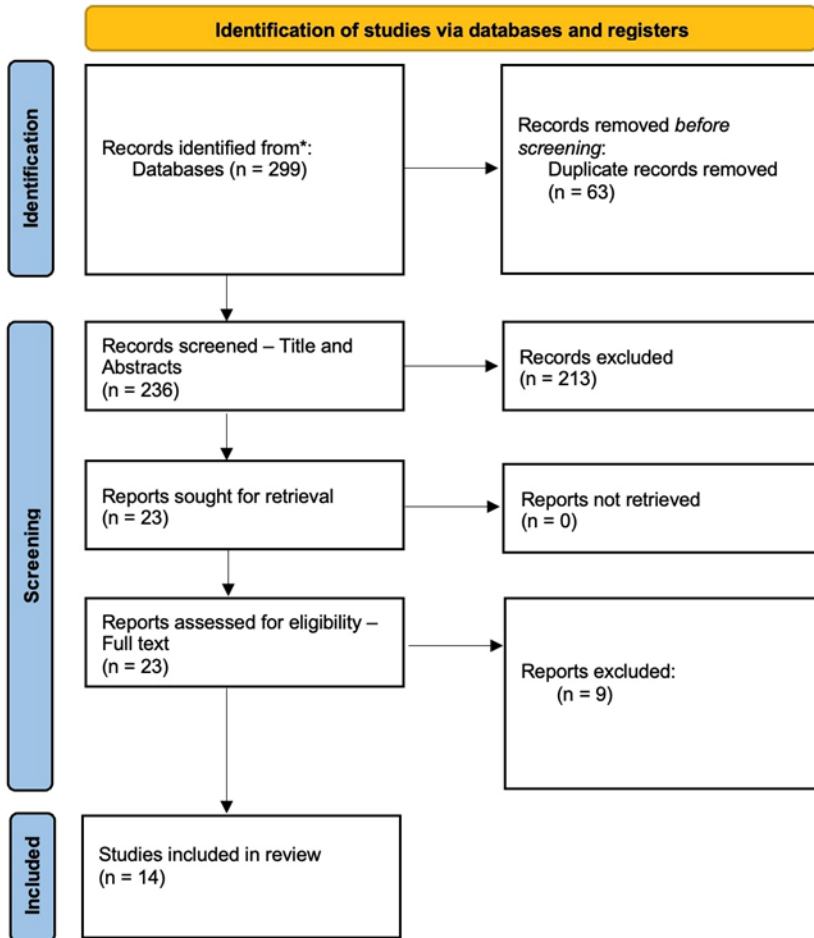 Identification of studies via databases and registers
Identification
Records identified from*:
Databases (n = 299)
Records removed before
screening:
Duplicate records removed
(n = 63)
Screening
Records screened – Title and
Abstracts
(n = 236)
Records excluded
(n = 213)
Reports sought for retrieval
(n = 23)
Reports not retrieved
(n = 0)
Reports assessed for eligibility –
Full text
(n = 23)
Reports excluded:
(n = 9)
Included
Studies included in review
(n = 14)